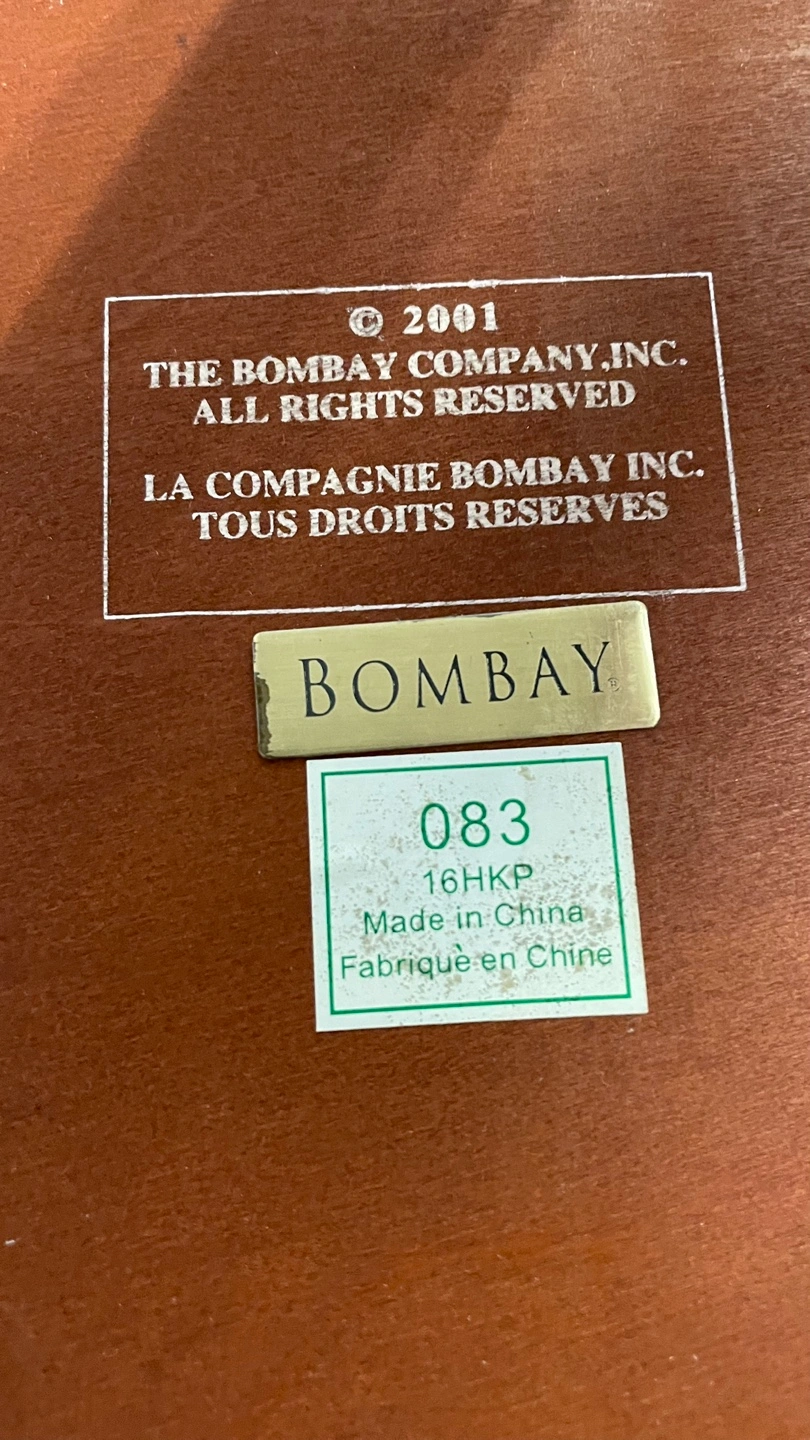 © 2001
THE BOMBAY COMPANY,INC.
ALL RIGHTS RESERVED
LA COMPAGNIE BOMBAY INC.
TOUS DROITS RESERVES
BOMBAY®
083
16HKP
Made in China
Fabriquè en Chine